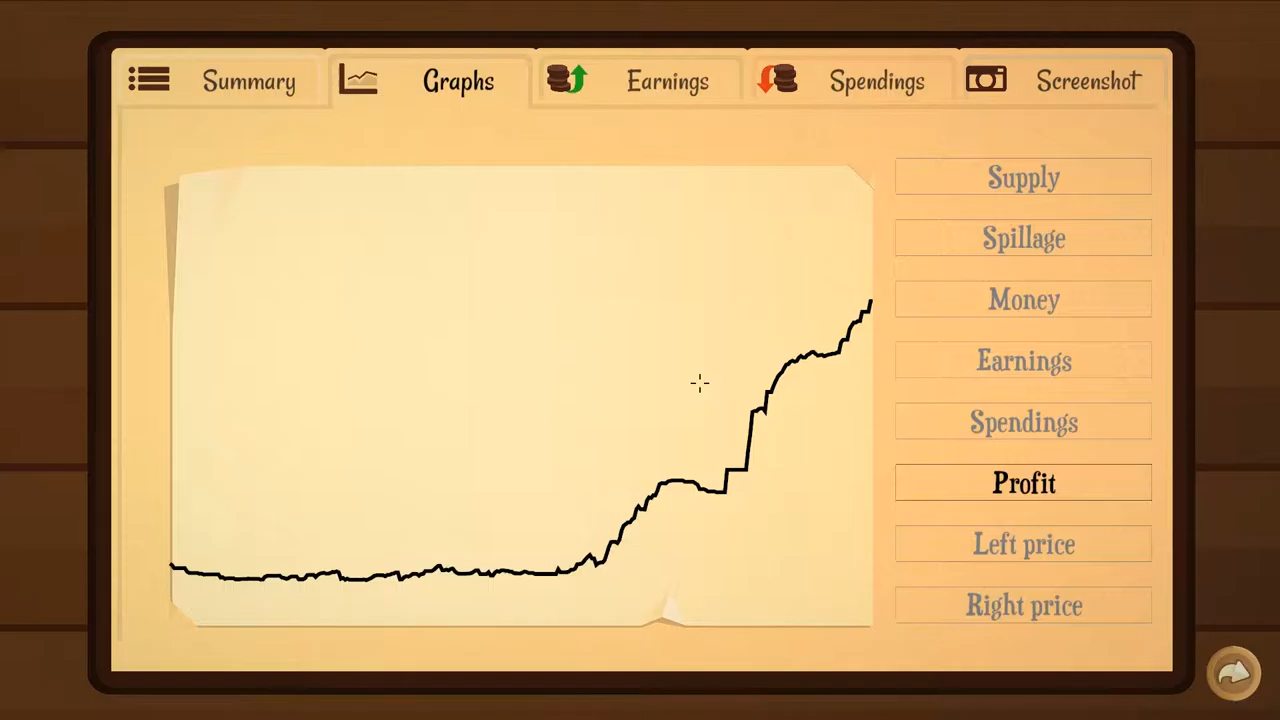 Summary
Graphs
Earnings
Spendings
Screenshot
Supply
Spillage
Money
Earnings
Spendings
Profit
Left price
Right price